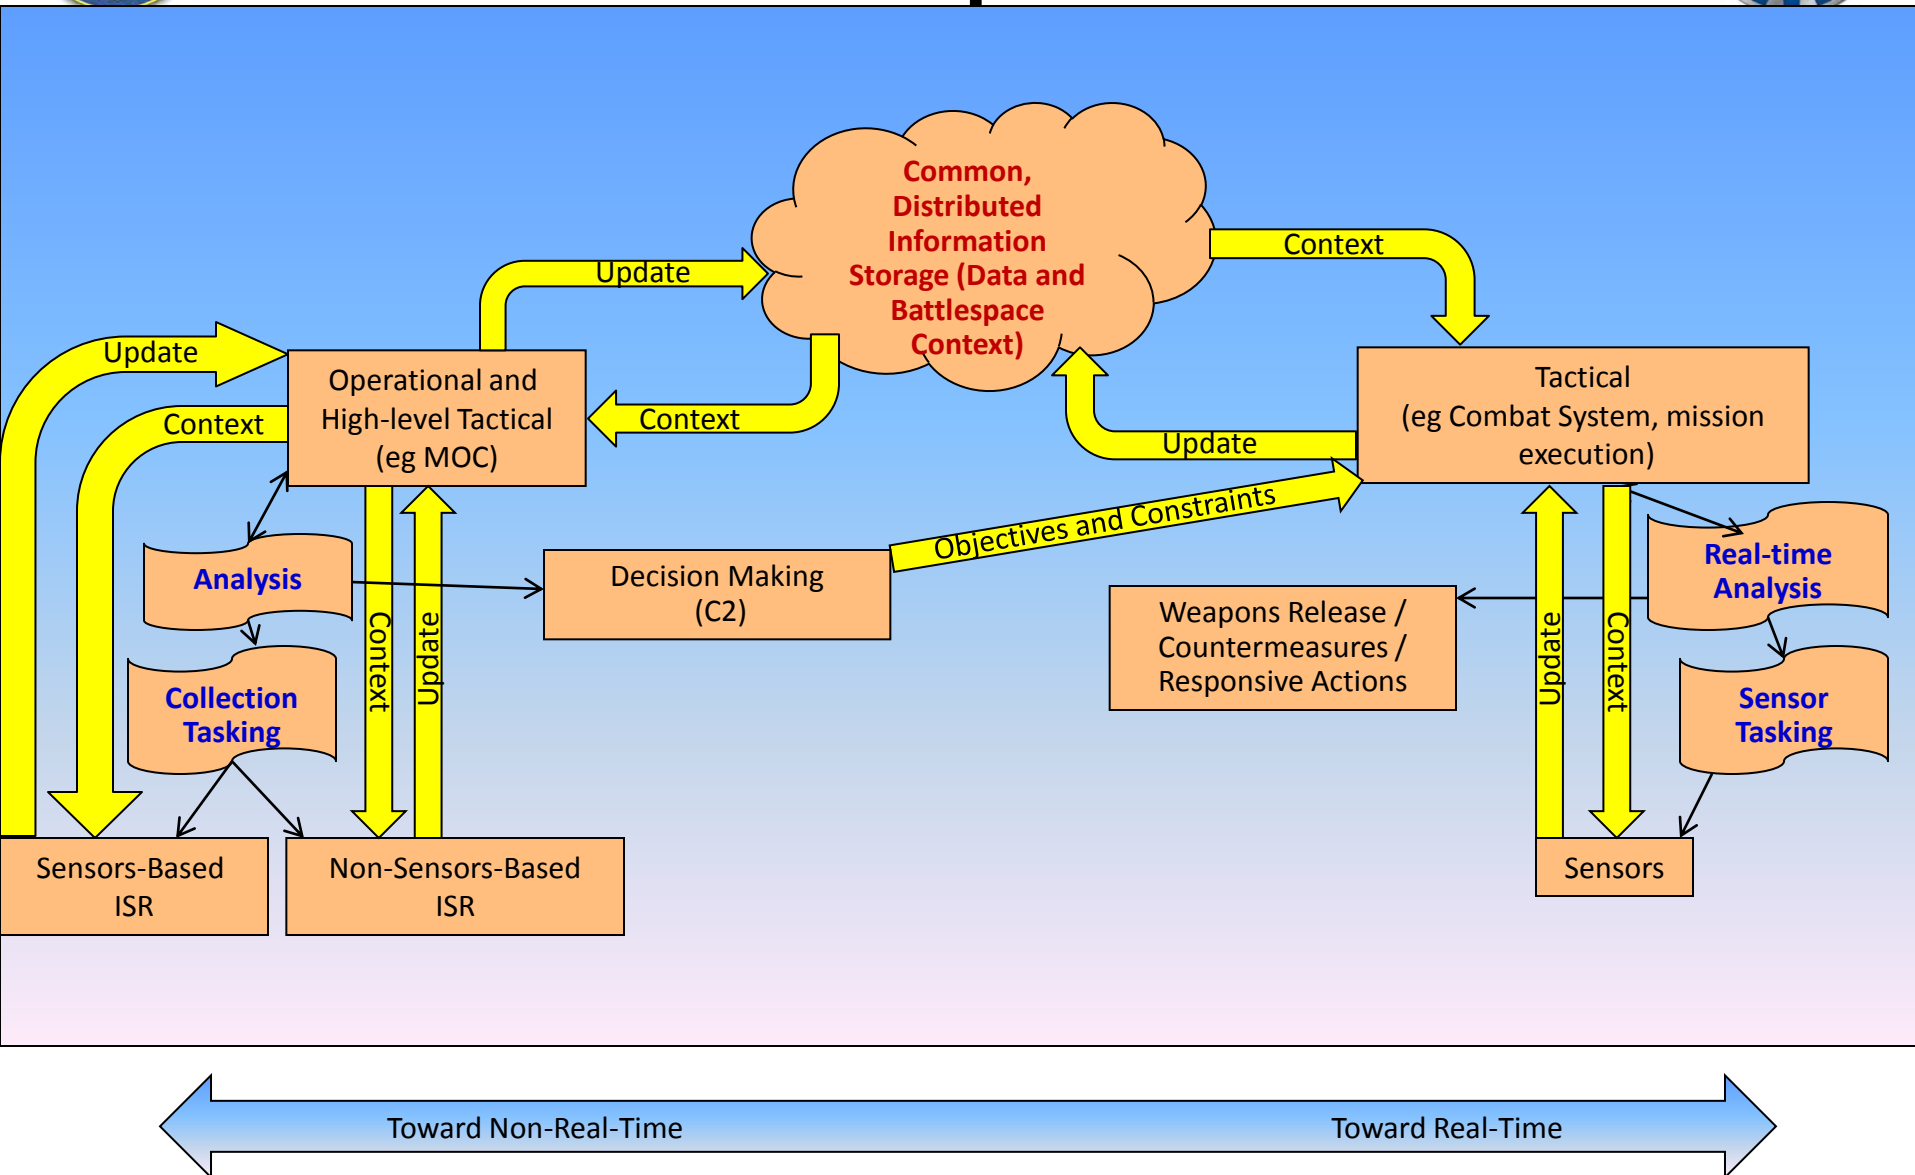 Common,
Distributed
Information
Storage (Data and
Battlespace
Context)
Context
Update
Update
Context
Context
Update
Operational and
High-level Tactical
(eg MOC)
Tactical
(eg Combat System, mission
execution)
Objectives and Constraints
Analysis
Decision Making
(C2)
Real-time
Analysis
Weapons Release /
Countermeasures /
Responsive Actions
Context
Update
Update
Context
Collection
Tasking
Sensor
Tasking
Sensors-Based
ISR
Non-Sensors-Based
ISR
Sensors
Toward Non-Real-Time
Toward Real-Time